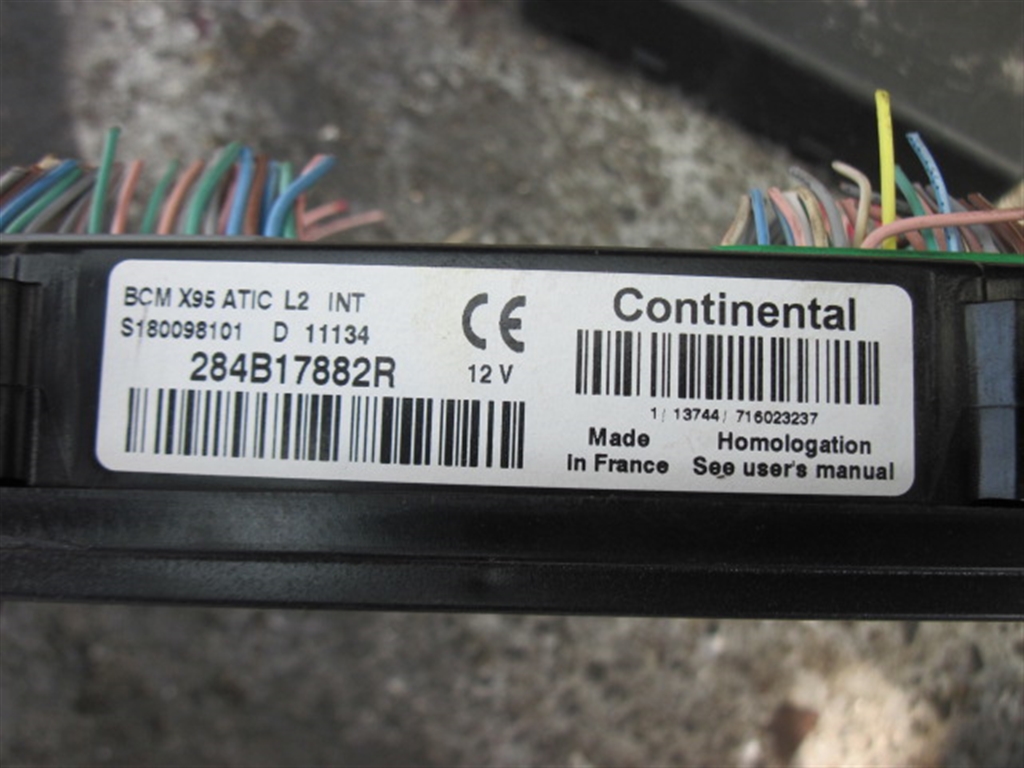 BCM X95 ATIC L2 INT
S180098101 D 11134
284B17882R
CE
12 V
Continental
1/ 13744/ 716023237
Made
in France
Homologation
See user's manual